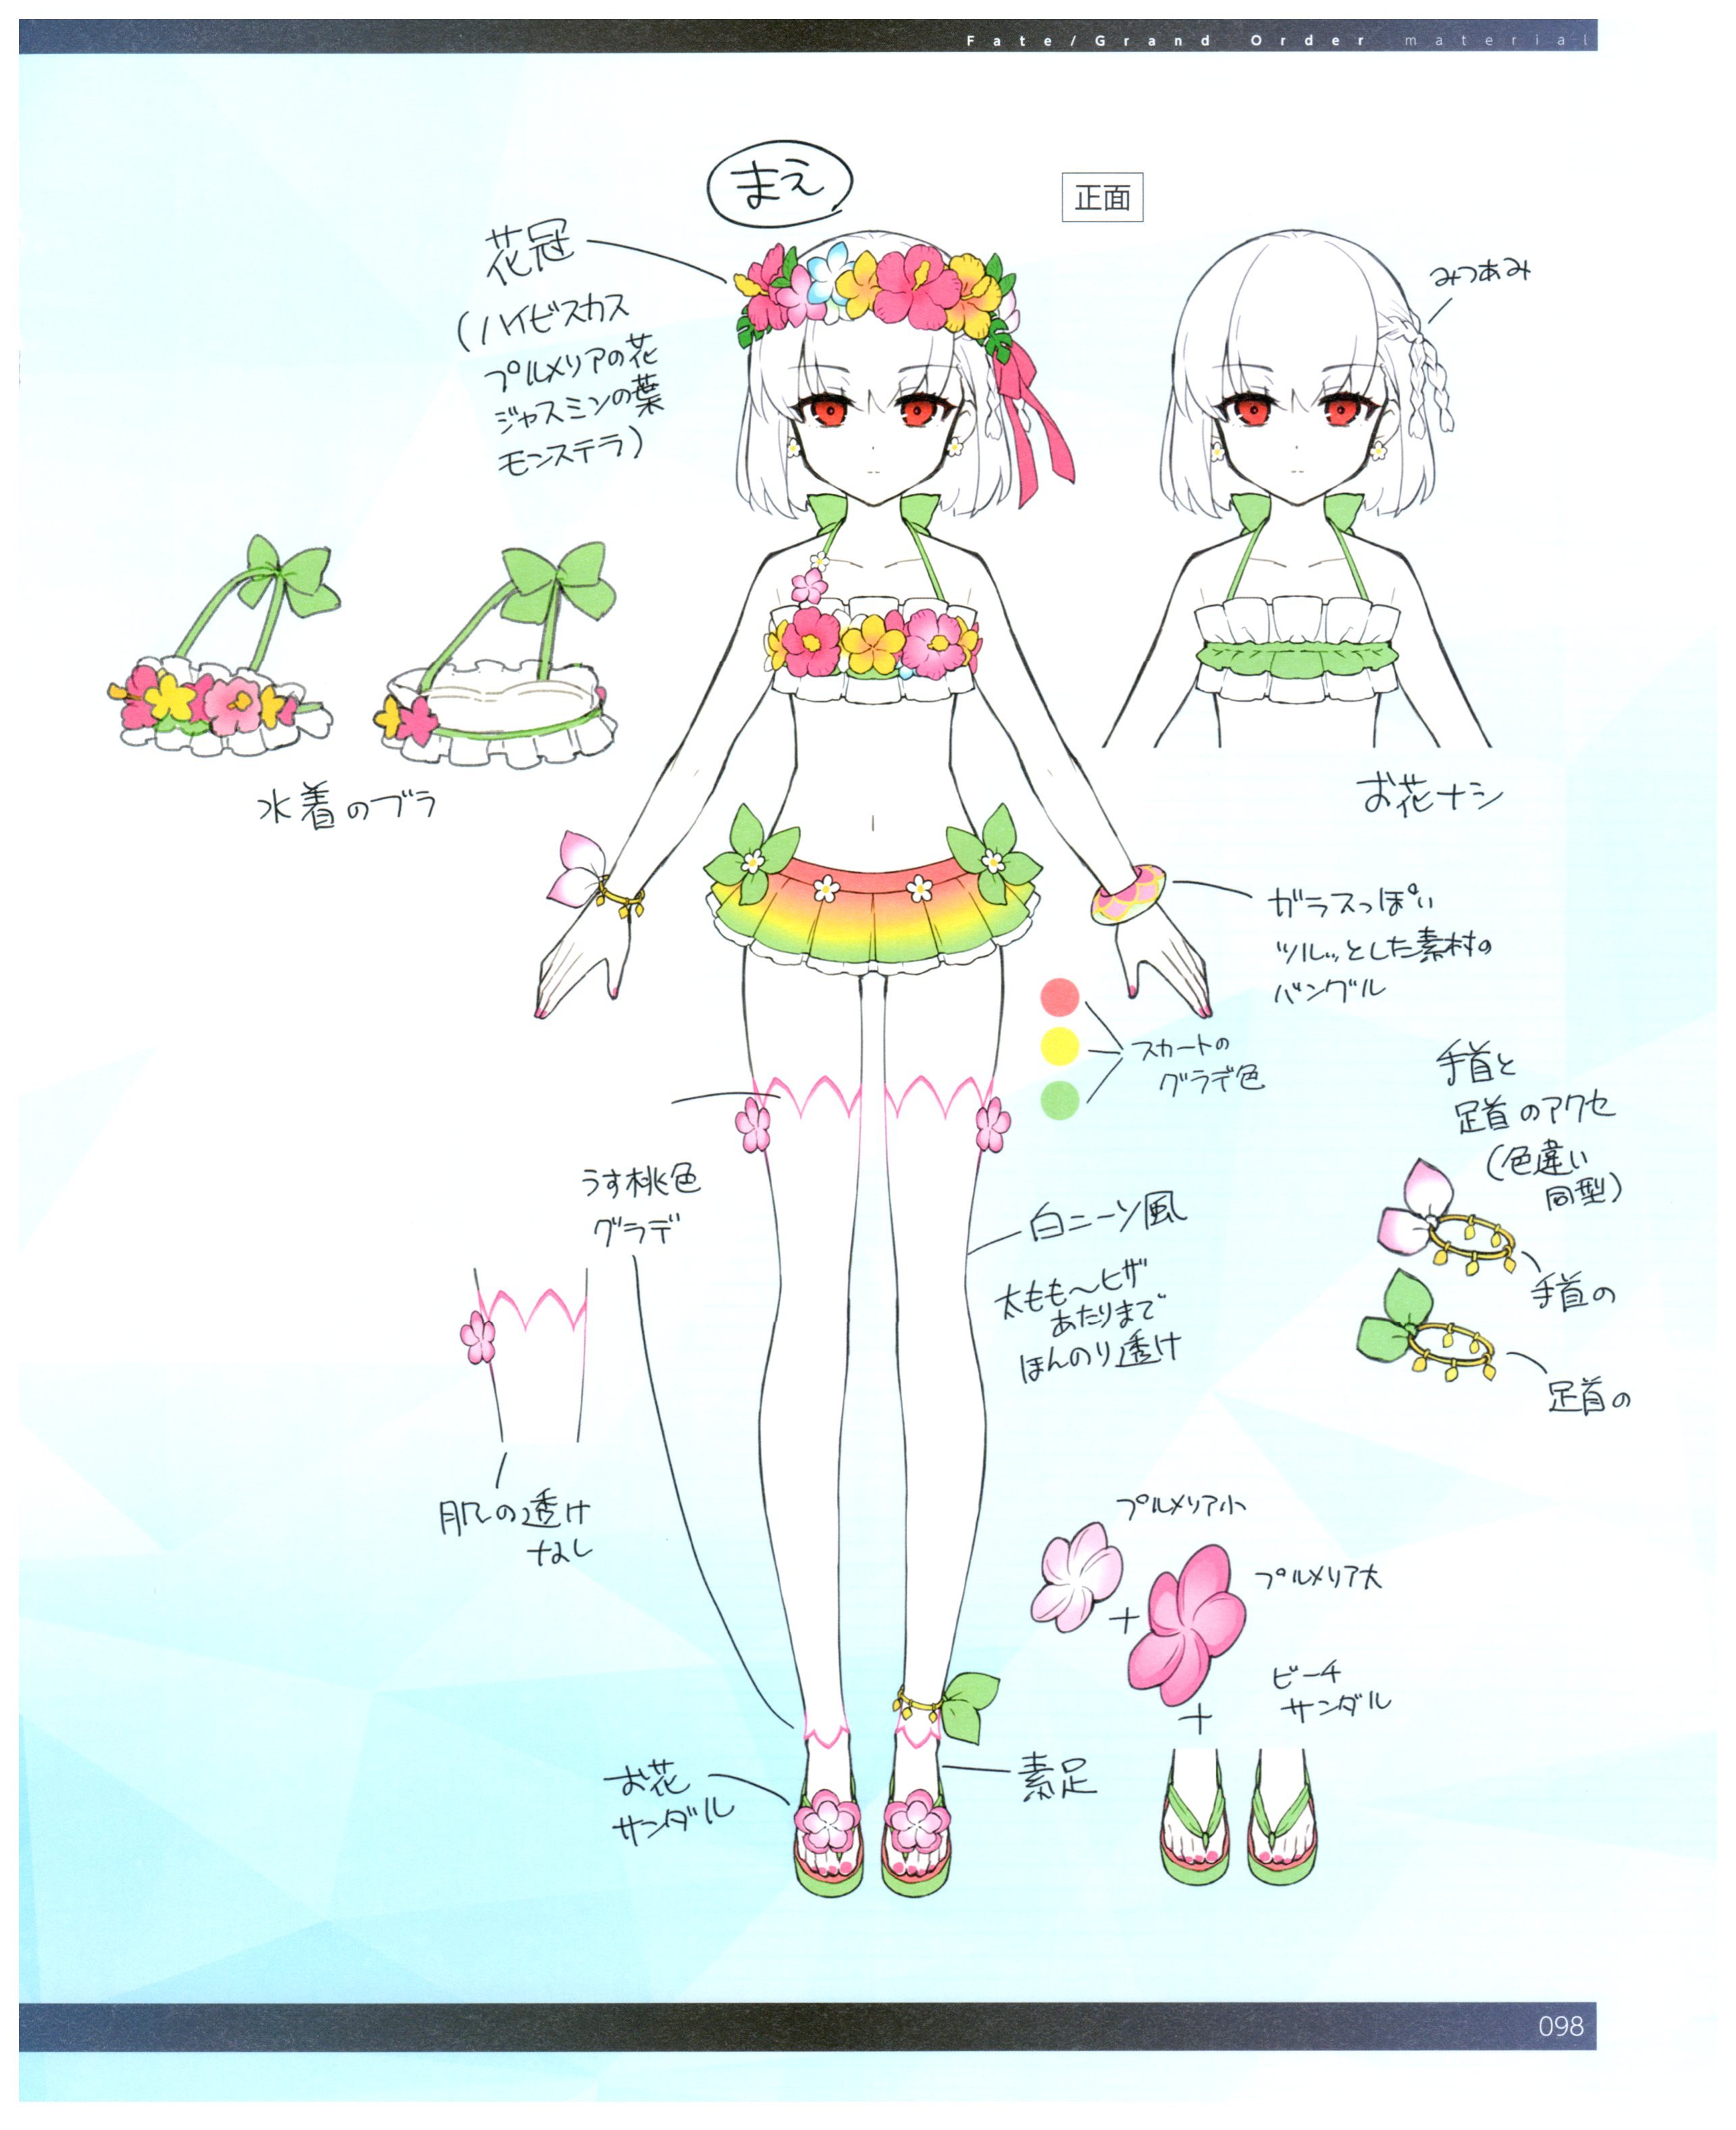 Fate/Grand Order material
まえ
正面
花冠
(ハイビスカス
プルメリアの花
ジャスミンの葉
モンステラ)
みつあみ
水着のブラ
お花ナシ
ガラスっぽい
ツルッとした素材の
バングル
スカートの
グラデ色
手首と
足首のアクセ
(色違い
同型)
手首の
足首の
うす桃色
グラデ
白ニーソ風
太もも〜ヒザ
あたりまで
ほんのり透け
肌の透け
なし
プルメリア小
+
プルメリア大
+
ビーチ
サンダル
お花
サンダル
素足
098